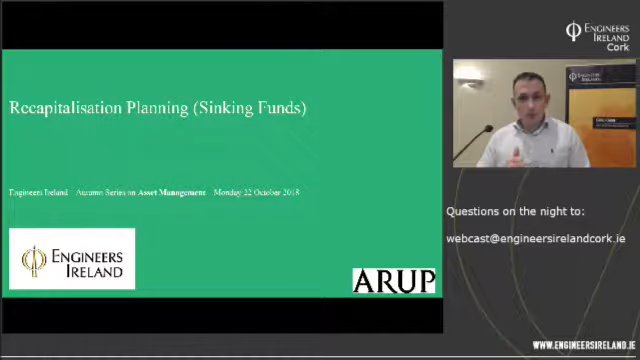 Recapitalisation Planning (Sinking Funds)
Engineers Ireland – Autumn Series on Asset Management – Monday 22 October 2018
ENGINEERS
IRELAND
ARUP
ENGINEERS
IRELAND
Cork
Questions on the night to:
webcast@engineersirelandcork.ie
WWW.ENGINEERSIRELAND.IE